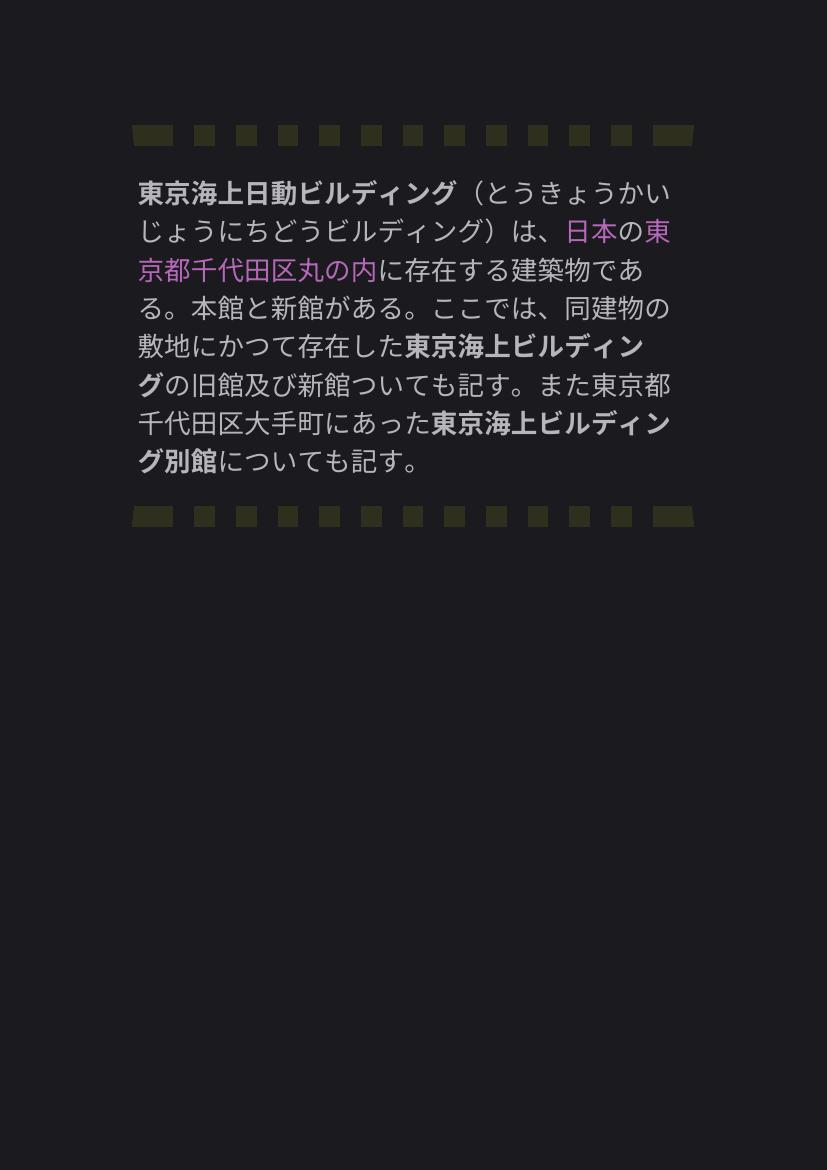 東京海上日動ビルディング（とうきょうかい
じょうにちどうビルディング）は、日本の東
京都千代田区丸の内に存在する建築物であ
る。本館と新館がある。ここでは、同建物の
敷地にかつて存在した東京海上ビルディン
グの旧館及び新館ついても記す。また東京都
千代田区大手町にあった東京海上ビルディン
グ別館についても記す。